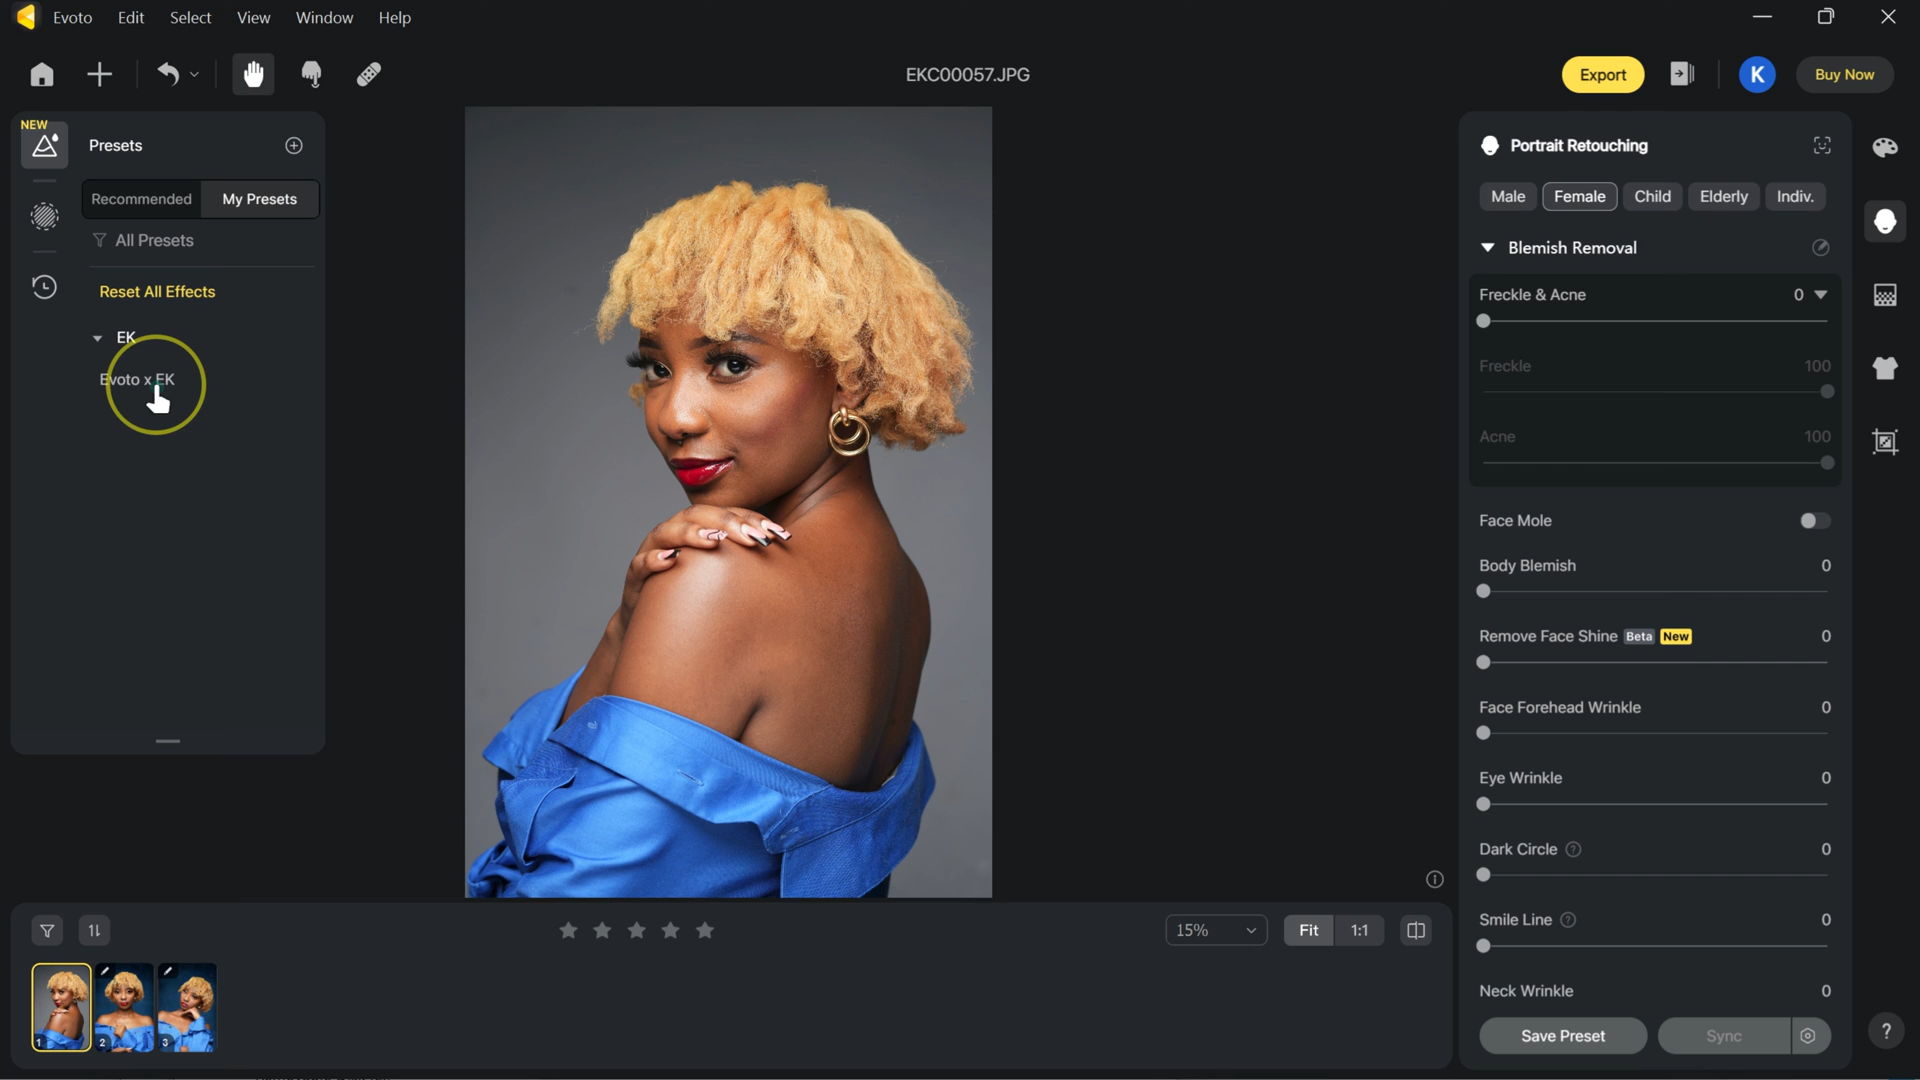 Evoto Edit Select View Window Help
EKC00057.JPG
Export
K
Buy Now
NEW
Presets
Recommended My Presets
All Presets
Reset All Effects
EK
Evoto x EK
Portrait Retouching
Male Female Child Elderly Indiv.
Blemish Removal
Freckle & Acne 0
Freckle 100
Acne 100
Face Mole
Body Blemish 0
Remove Face Shine Beta New 0
Face Forehead Wrinkle 0
Eye Wrinkle 0
Dark Circle ? 0
Smile Line ? 0
Neck Wrinkle 0
Save Preset Sync
?
15% Fit 1:1
1 2 3